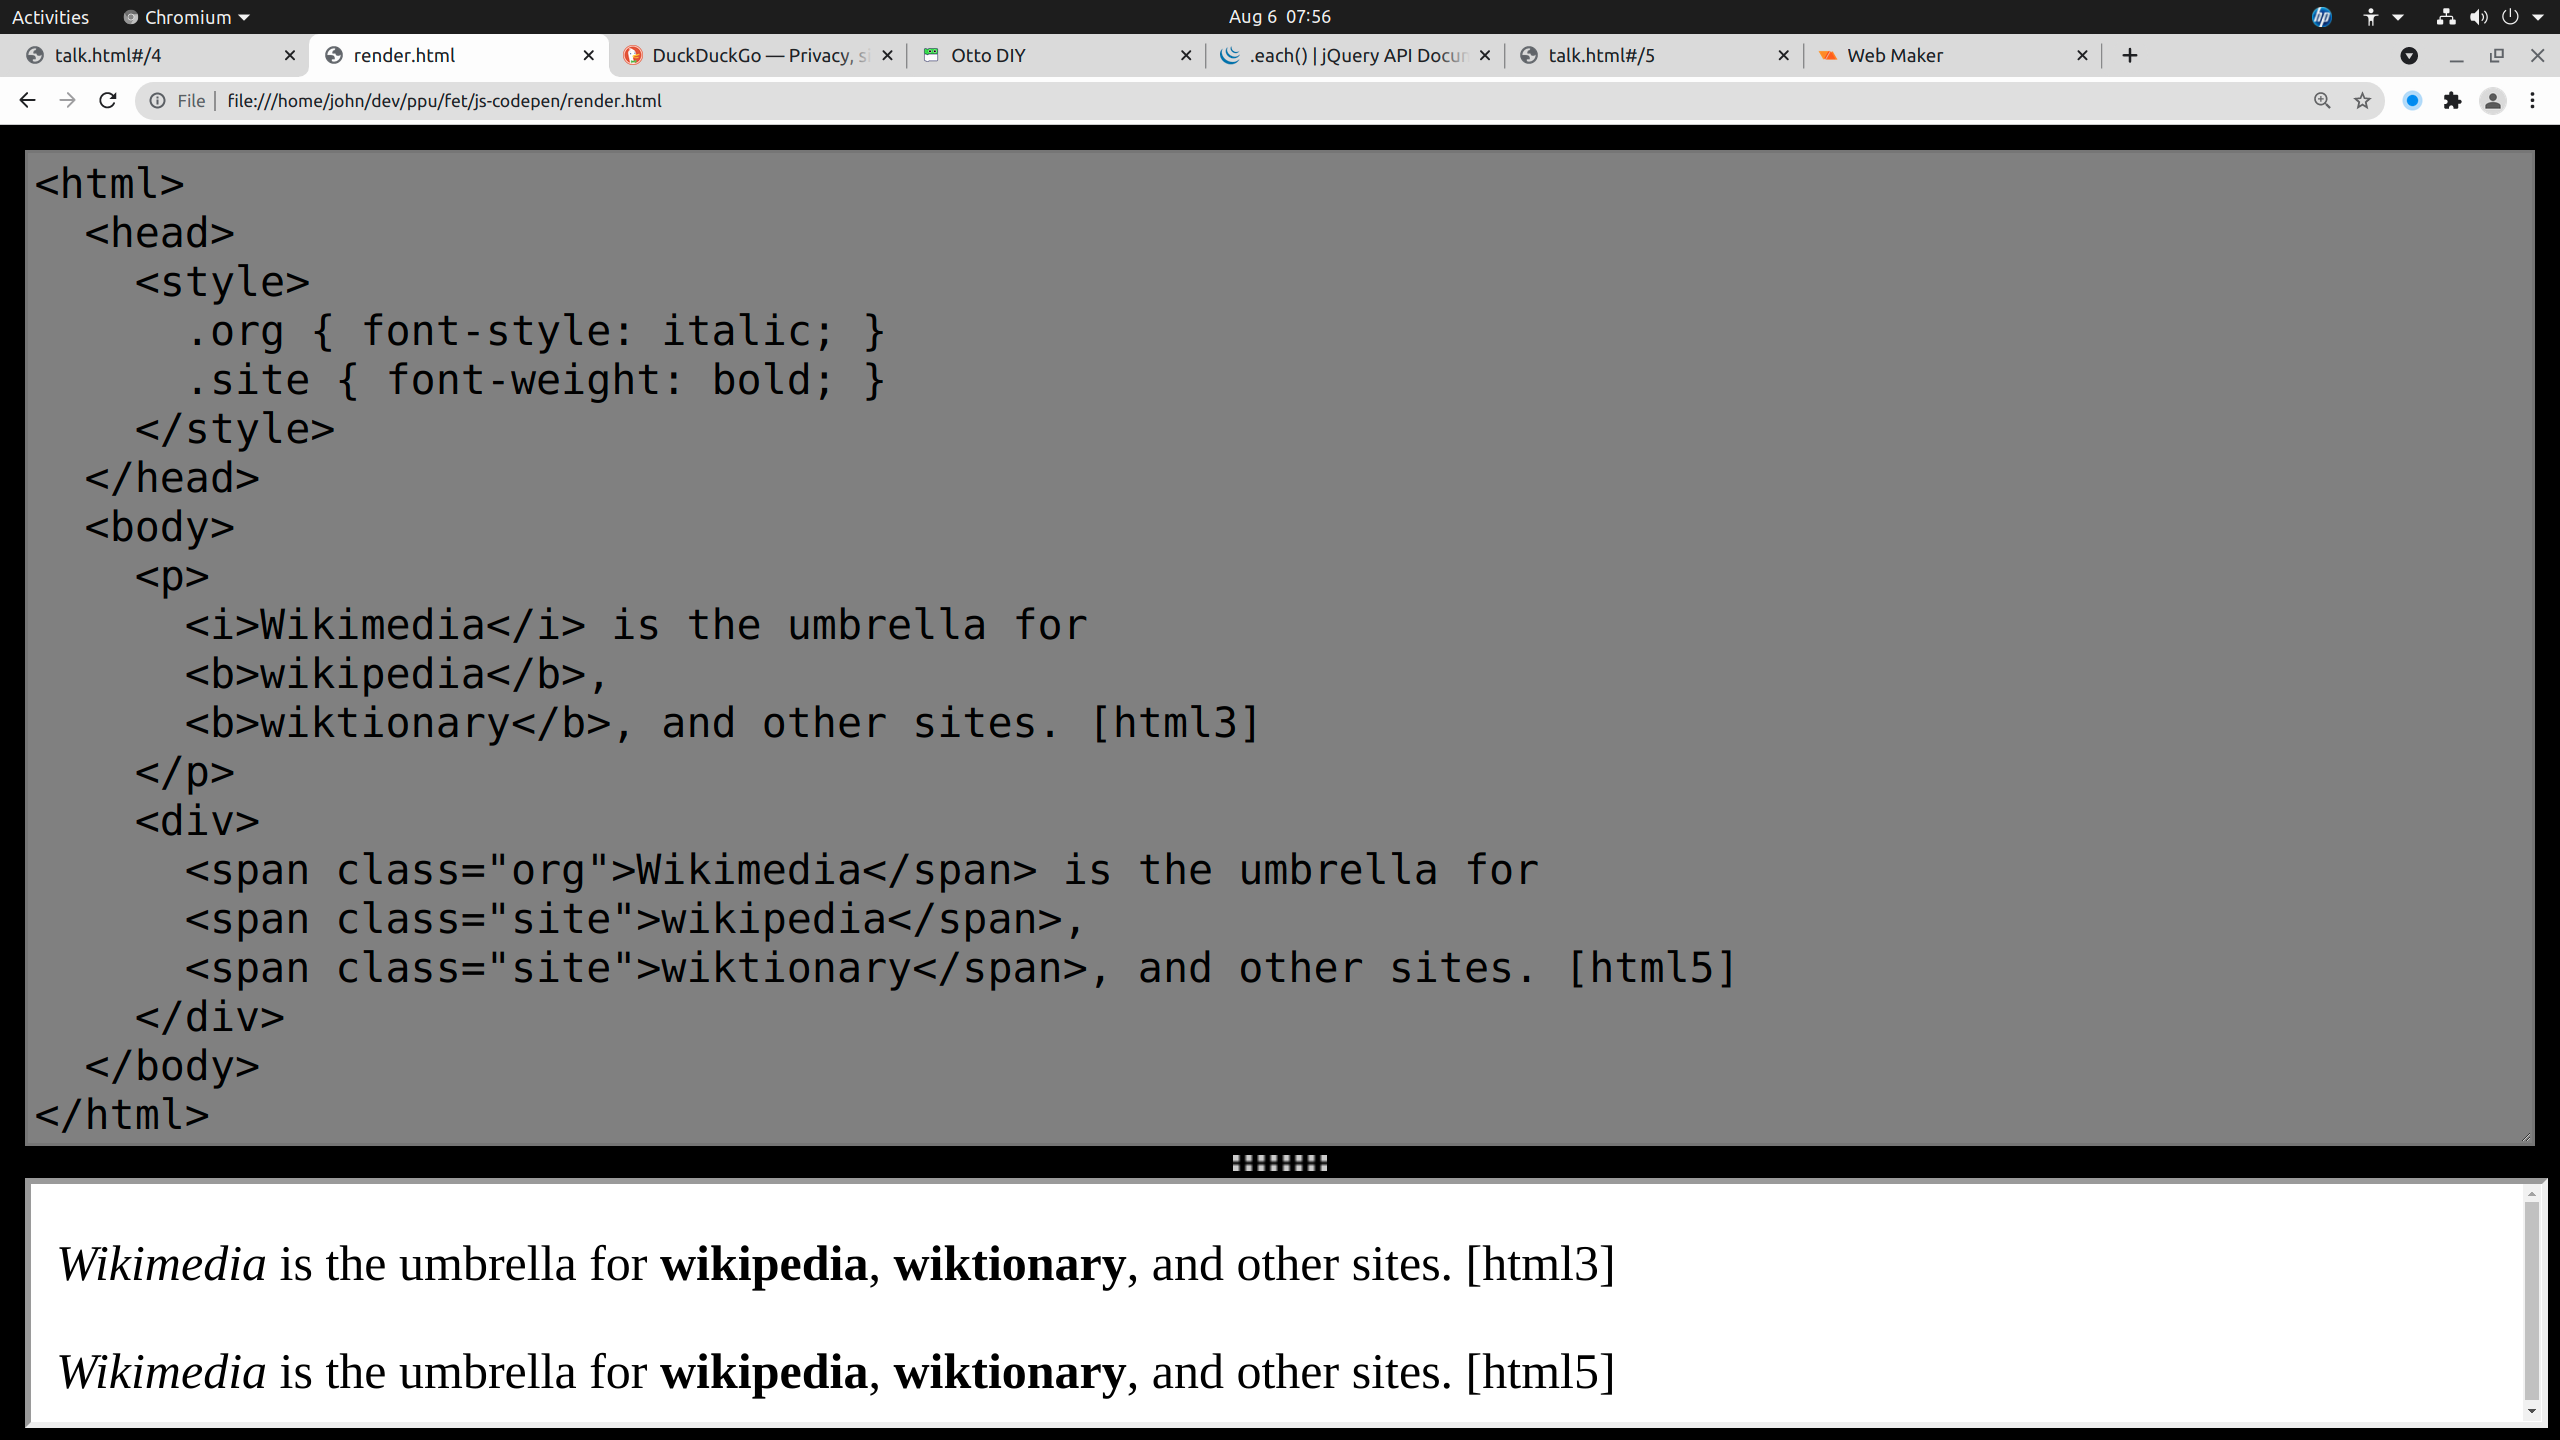 Activities Chromium Aug 6 07:56
talk.html#/4 render.html DuckDuckGo — Privacy, si Otto DIY .each() | jQuery API Docum talk.html#/5 Web Maker
File file:///home/john/dev/ppu/fet/js-codepen/render.html
<html>
  <head>
    <style>
      .org { font-style: italic; }
      .site { font-weight: bold; }
    </style>
  </head>
  <body>
    <p>
      <i>Wikimedia</i> is the umbrella for
      <b>wikipedia</b>,
      <b>wiktionary</b>, and other sites. [html3]
    </p>
    <div>
      <span class="org">Wikimedia</span> is the umbrella for
      <span class="site">wikipedia</span>,
      <span class="site">wiktionary</span>, and other sites. [html5]
    </div>
  </body>
</html>
Wikimedia is the umbrella for wikipedia, wiktionary, and other sites. [html3]
Wikimedia is the umbrella for wikipedia, wiktionary, and other sites. [html5]